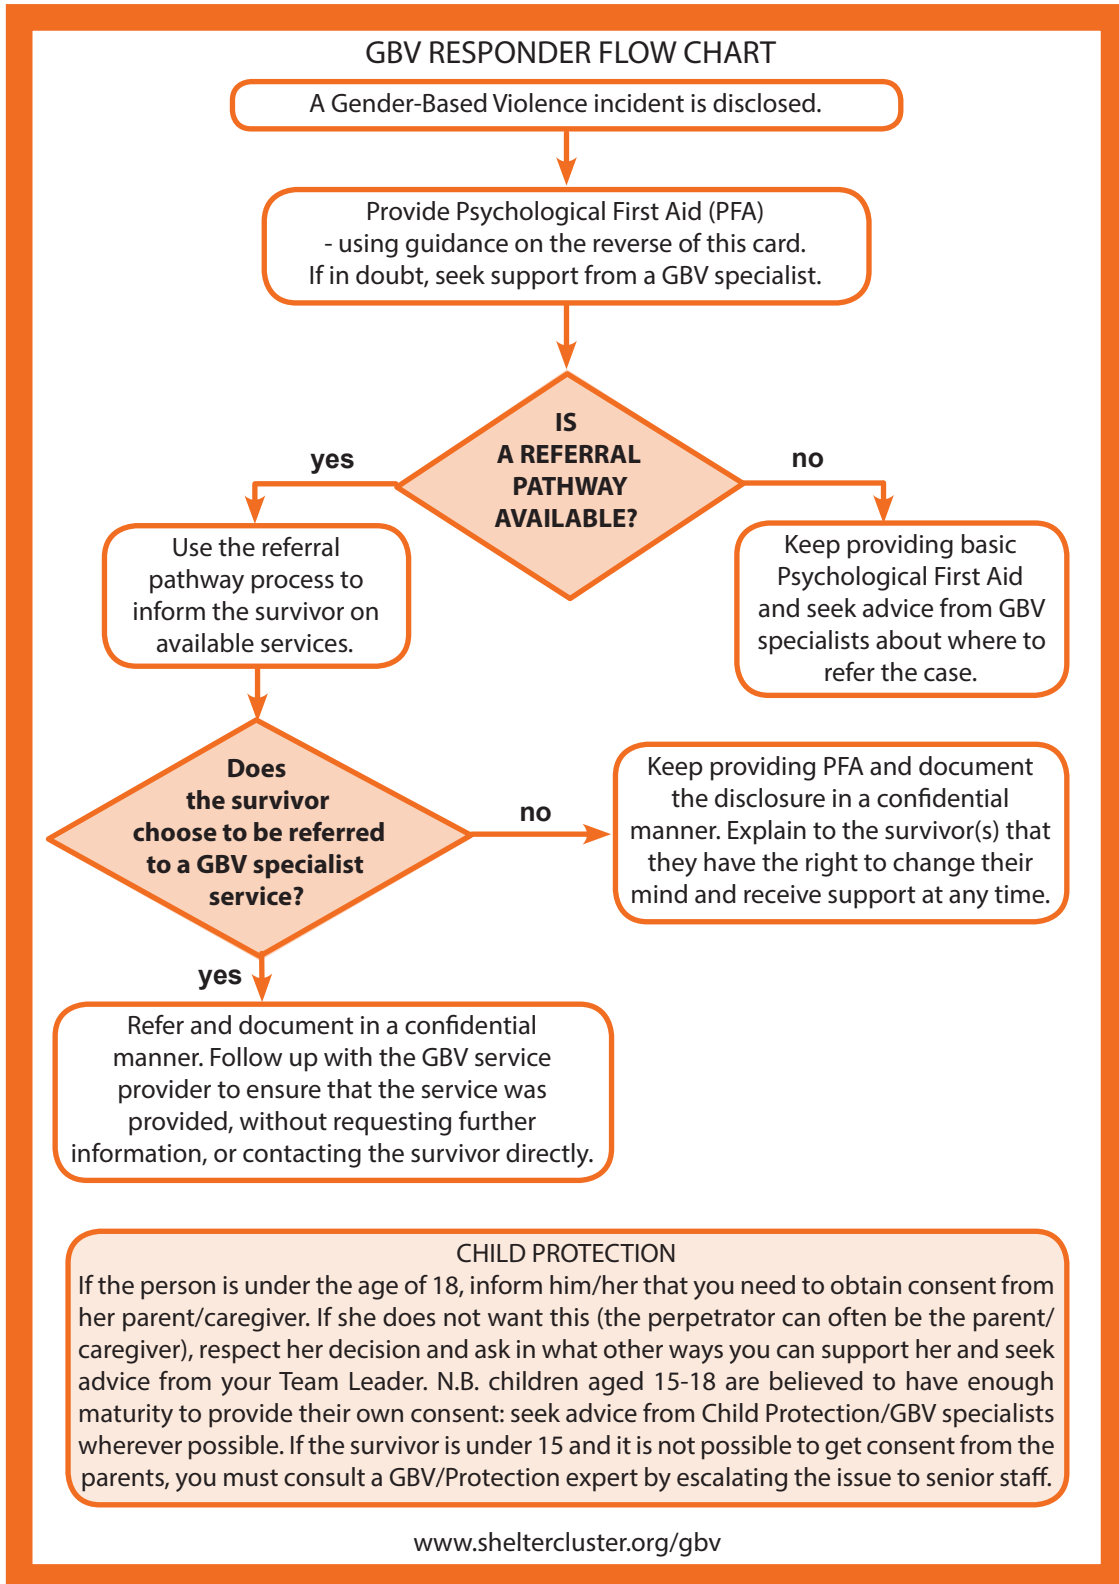 GBV RESPONDER FLOW CHART
A Gender-Based Violence incident is disclosed.
Provide Psychological First Aid (PFA)
- using guidance on the reverse of this card.
If in doubt, seek support from a GBV specialist.
IS
A REFERRAL
PATHWAY
AVAILABLE?
yes
no
Use the referral
pathway process to
inform the survivor on
available services.
Keep providing basic
Psychological First Aid
and seek advice from GBV
specialists about where to
refer the case.
Does
the survivor
choose to be referred
to a GBV specialist
service?
no
Keep providing PFA and document
the disclosure in a confidential
manner. Explain to the survivor(s) that
they have the right to change their
mind and receive support at any time.
yes
Refer and document in a confidential
manner. Follow up with the GBV service
provider to ensure that the service was
provided, without requesting further
information, or contacting the survivor directly.
CHILD PROTECTION
If the person is under the age of 18, inform him/her that you need to obtain consent from
her parent/caregiver. If she does not want this (the perpetrator can often be the parent/
caregiver), respect her decision and ask in what other ways you can support her and seek
advice from your Team Leader. N.B. children aged 15-18 are believed to have enough
maturity to provide their own consent: seek advice from Child Protection/GBV specialists
wherever possible. If the survivor is under 15 and it is not possible to get consent from the
parents, you must consult a GBV/Protection expert by escalating the issue to senior staff.
www.sheltercluster.org/gbv